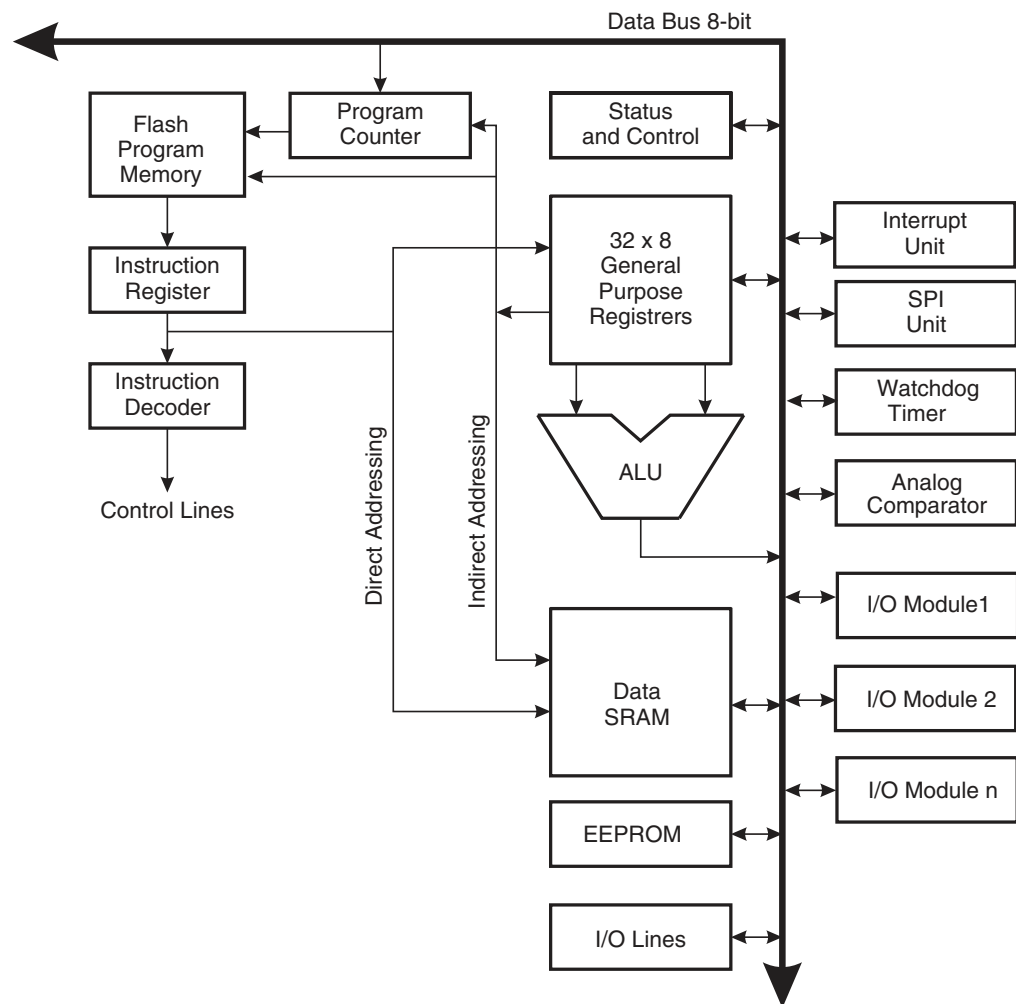 Data Bus 8-bit
Flash
Program
Memory
Program
Counter
Status
and Control
Interrupt
Unit
32 x 8
General
Purpose
Registrers
Instruction
Register
SPI
Unit
Instruction
Decoder
Watchdog
Timer
Direct Addressing
Indirect Addressing
ALU
Analog
Comparator
Control Lines
I/O Module1
Data
SRAM
I/O Module 2
I/O Module n
EEPROM
I/O Lines